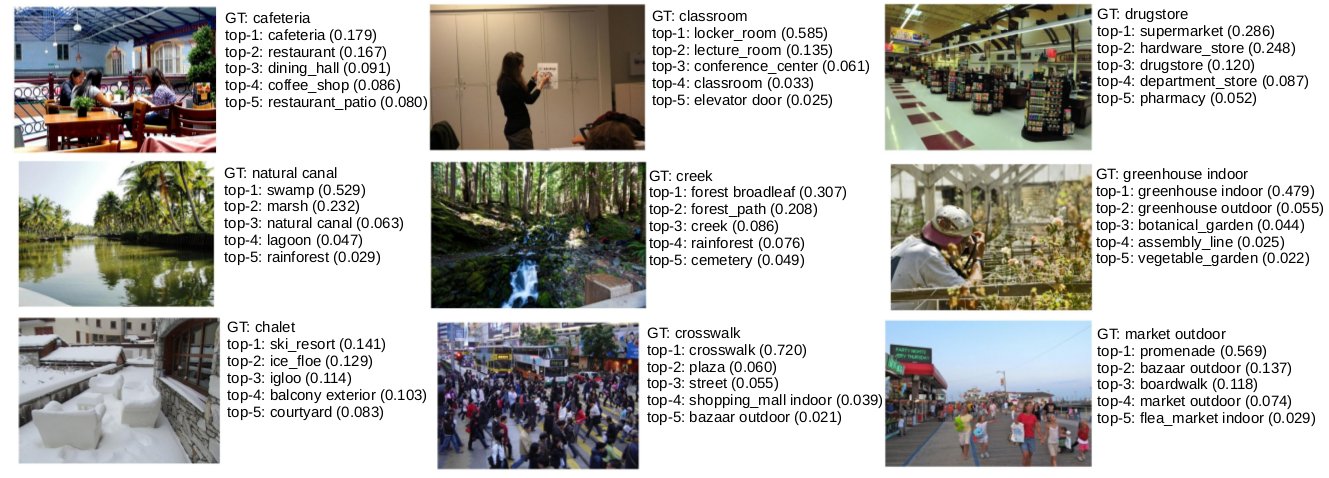 GT: cafeteria
top-1: cafeteria (0.179)
top-2: restaurant (0.167)
top-3: dining_hall (0.091)
top-4: coffee_shop (0.086)
top-5: restaurant_patio (0.080)
GT: classroom
top-1: locker_room (0.585)
top-2: lecture_room (0.135)
top-3: conference_center (0.061)
top-4: classroom (0.033)
top-5: elevator door (0.025)
GT: drugstore
top-1: supermarket (0.286)
top-2: hardware_store (0.248)
top-3: drugstore (0.120)
top-4: department_store (0.087)
top-5: pharmacy (0.052)
GT: natural canal
top-1: swamp (0.529)
top-2: marsh (0.232)
top-3: natural canal (0.063)
top-4: lagoon (0.047)
top-5: rainforest (0.029)
GT: creek
top-1: forest broadleaf (0.307)
top-2: forest_path (0.208)
top-3: creek (0.086)
top-4: rainforest (0.076)
top-5: cemetery (0.049)
GT: greenhouse indoor
top-1: greenhouse indoor (0.479)
top-2: greenhouse outdoor (0.055)
top-3: botanical_garden (0.044)
top-4: assembly_line (0.025)
top-5: vegetable_garden (0.022)
GT: chalet
top-1: ski_resort (0.141)
top-2: ice_floe (0.129)
top-3: igloo (0.114)
top-4: balcony exterior (0.103)
top-5: courtyard (0.083)
GT: crosswalk
top-1: crosswalk (0.720)
top-2: plaza (0.060)
top-3: street (0.055)
top-4: shopping_mall indoor (0.039)
top-5: bazaar outdoor (0.021)
GT: market outdoor
top-1: promenade (0.569)
top-2: bazaar outdoor (0.137)
top-3: boardwalk (0.118)
top-4: market outdoor (0.074)
top-5: flea_market indoor (0.029)